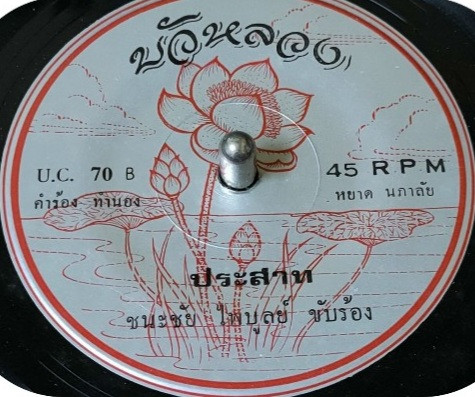 บัวหลวง
U.C. 70 B 45 R.P.M
คำร้อง ทำนอง หยาด นภาลัย
ประสาท
ชนะชัย ไพบูลย์ ขับร้อง